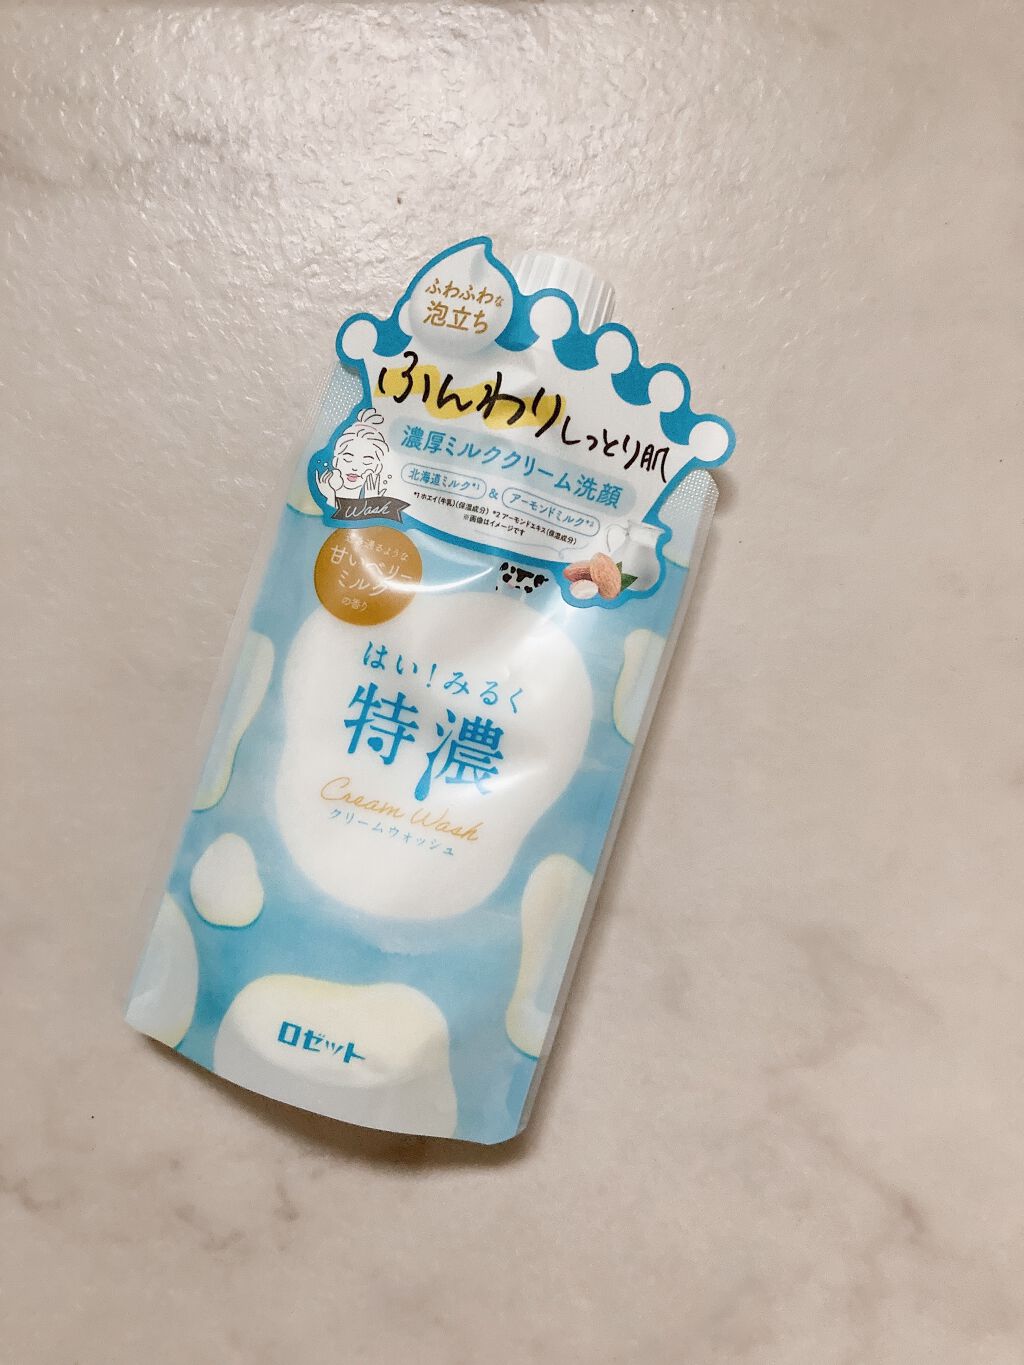 ふわふわな
泡立ち
ふんわりしっとり肌
濃厚ミルククリーム洗顔
北海道ミルク*1 & アーモンドミルク*2
*1 ホエイ(牛乳)(保湿成分) *2 アーモンドエキス(保湿成分)
※画像はイメージです
Wash
るような
甘いベリー
ミルク
の香り
はい!みるく
特濃
Cream Wash
クリームウォッシュ
ロゼット